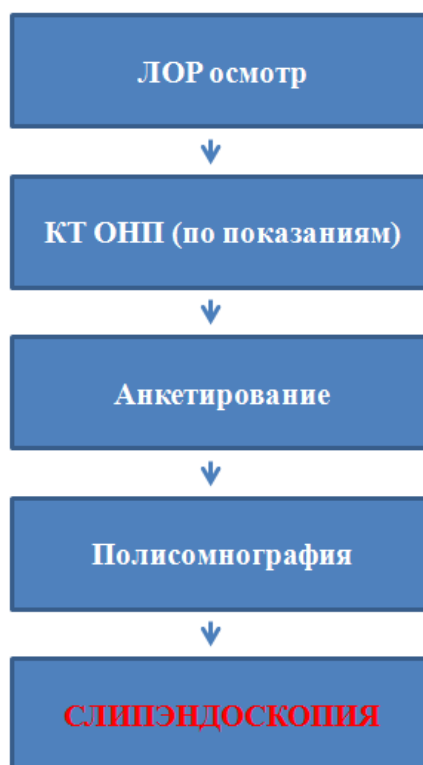 ЛОР осмотр
КТ ОНП (по показаниям)
Анкетирование
Полисомнография
СЛИПЭНДОСКОПИЯ